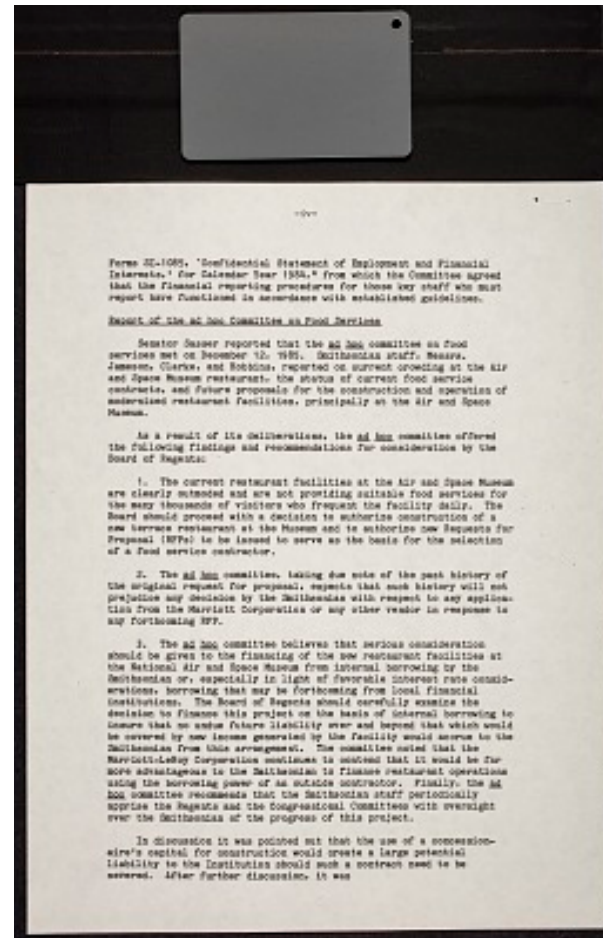 Forms SI-1085, "Confidential Statement of Employment and Financial
Interests," for Calendar Year 1984," from which the Committee agreed
that the financial reporting procedures for those key staff who must
report have functioned in accordance with established guidelines.
Report of the ad hoc Committee on Food Services
Senator Sasser reported that the ad hoc committee on food
services met on December 12, 1985. Smithsonian staff, Messrs.
Jameson, Clarke, and Robbins, reported on current crowding at the Air
and Space Museum restaurant, the status of current food service
contracts, and future proposals for the construction and operation of
modernized restaurant facilities, principally at the Air and Space
Museum.
As a result of its deliberations, the ad hoc committee offered
the following findings and recommendations for consideration by the
Board of Regents:
1. The current restaurant facilities at the Air and Space Museum
are clearly outmoded and are not providing suitable food services for
the many thousands of visitors who frequent the facility daily. The
Board should proceed with a decision to authorize construction of a
new terrace restaurant at the Museum and to authorize new Requests for
Proposal (RFPs) to be issued to serve as the basis for the selection
of a food service contractor.
2. The ad hoc committee, taking due note of the past history of
the original request for proposal, expects that such history will not
prejudice any decision by the Smithsonian with respect to any applica-
tion from the Marriott Corporation or any other vendor in response to
any forthcoming RFP.
3. The ad hoc committee believes that serious consideration
should be given to the financing of the new restaurant facilities at
the National Air and Space Museum from internal borrowing by the
Smithsonian or, especially in light of favorable interest rate consid-
erations, borrowing that may be forthcoming from local financial
institutions. The Board of Regents should carefully examine the
decision to finance this project on the basis of internal borrowing to
insure that no undue future liability over and beyond that which would
be covered by new income generated by the facility would accrue to the
Smithsonian from this arrangement. The committee noted that the
Marriott-LeRoy Corporation continues to contend that it would be far
more advantageous to the Smithsonian to finance restaurant operations
using the borrowing power of an outside contractor. Finally, the ad
hoc committee recommends that the Smithsonian staff periodically
apprise the Regents and the Congressional Committees with oversight
over the Smithsonian of the progress of this project.
In discussion it was pointed out that the use of a concession-
aire's capital for construction would create a large potential
liability to the Institution should such a contract need to be
severed. After further discussion, it was